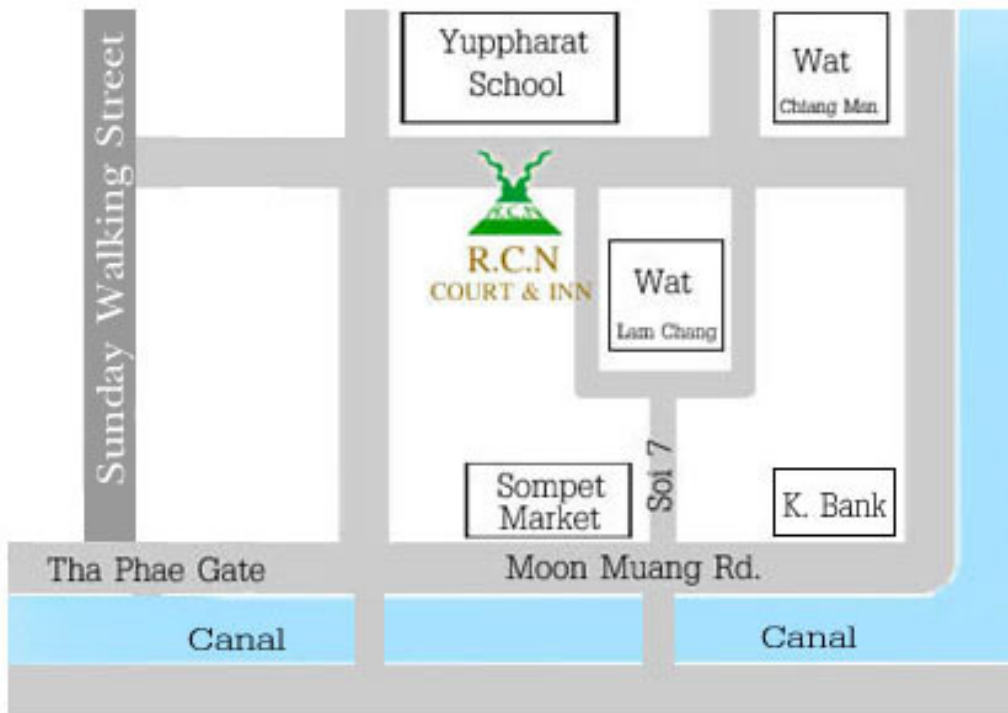 Sunday Walking Street
Yuppharat
School
Wat
Chiang Man
R.C.N
R.C.N
COURT & INN
Wat
Lam Chang
Sompet
Market
Soi 7
K. Bank
Tha Phae Gate
Moon Muang Rd.
Canal
Canal